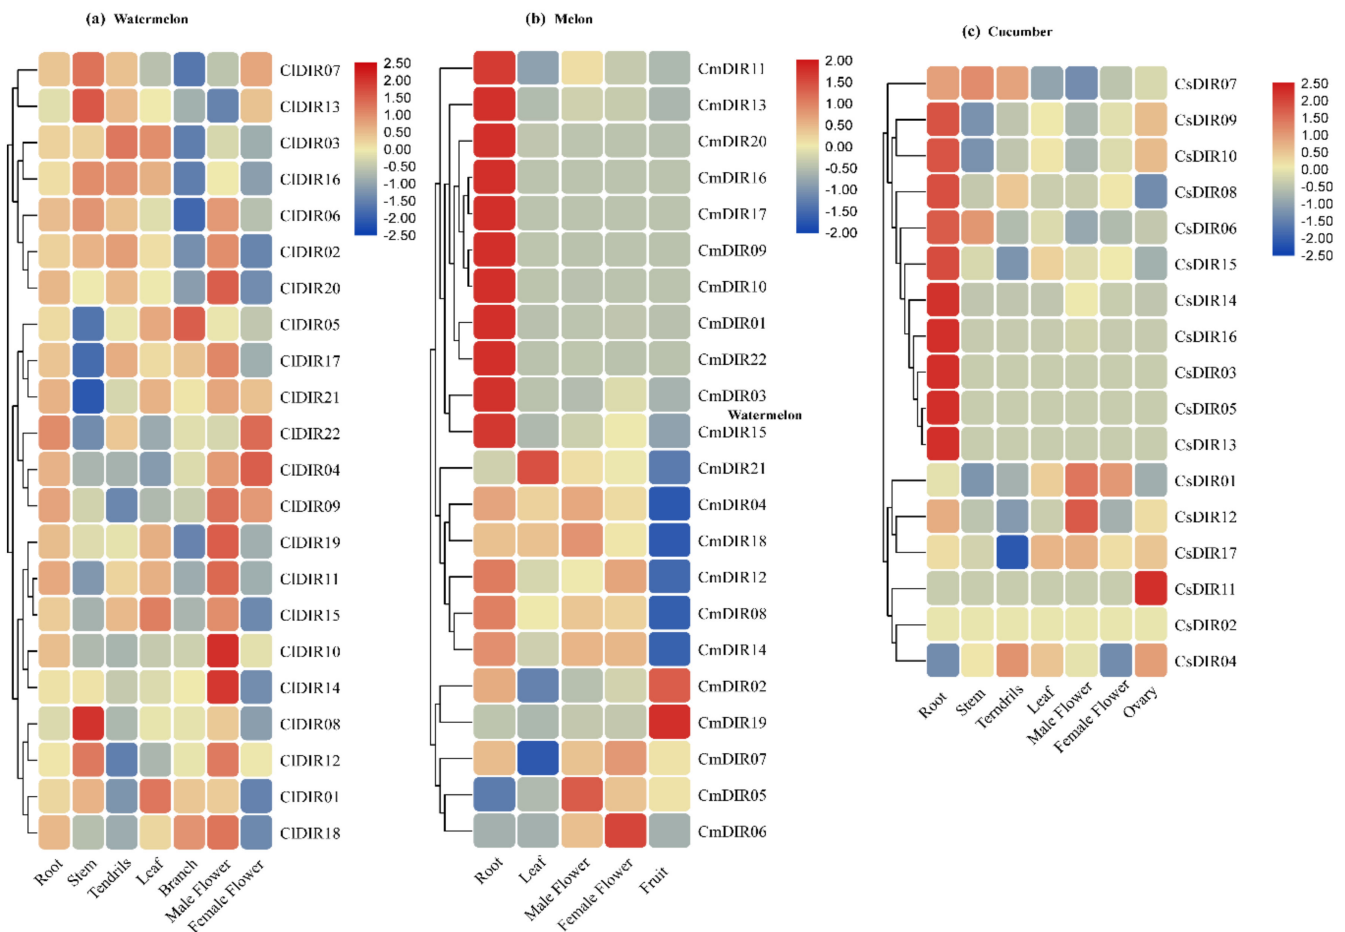 (a) Watermelon
ClDIR07
ClDIR13
ClDIR03
ClDIR16
ClDIR06
ClDIR02
ClDIR20
ClDIR05
ClDIR17
ClDIR21
ClDIR22
ClDIR04
ClDIR09
ClDIR19
ClDIR11
ClDIR15
ClDIR10
ClDIR14
ClDIR08
ClDIR12
ClDIR01
ClDIR18
Root
Stem
Tendrils
Leaf
Branch
Male Flower
Female Flower
2.50
2.00
1.50
1.00
0.50
0.00
-0.50
-1.00
-1.50
-2.00
-2.50
(b) Melon
CmDIR11
CmDIR13
CmDIR20
CmDIR16
CmDIR17
CmDIR09
CmDIR10
CmDIR01
CmDIR22
CmDIR03
Watermelon
CmDIR15
CmDIR21
CmDIR04
CmDIR18
CmDIR12
CmDIR08
CmDIR14
CmDIR02
CmDIR19
CmDIR07
CmDIR05
CmDIR06
Root
Leaf
Male Flower
Female Flower
Fruit
2.00
1.50
1.00
0.50
0.00
-0.50
-1.00
-1.50
-2.00
(c) Cucumber
CsDIR07
CsDIR09
CsDIR10
CsDIR08
CsDIR06
CsDIR15
CsDIR14
CsDIR16
CsDIR03
CsDIR05
CsDIR13
CsDIR01
CsDIR12
CsDIR17
CsDIR11
CsDIR02
CsDIR04
Root
Stem
Terndrils
Leaf
Male Flower
Female Flower
Ovary
2.50
2.00
1.50
1.00
0.50
0.00
-0.50
-1.00
-1.50
-2.00
-2.50